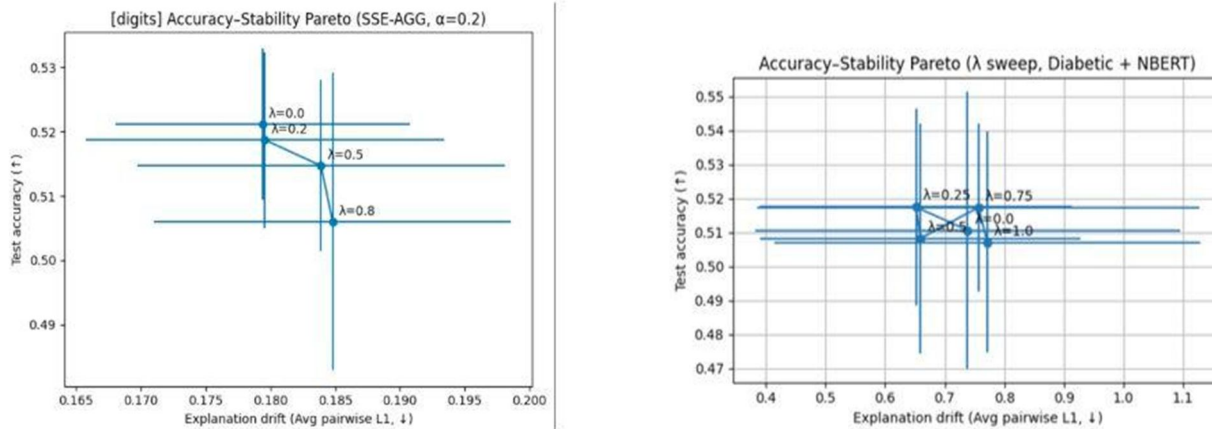 [digits] Accuracy–Stability Pareto (SSE-AGG, α=0.2)
Test accuracy (↑)
0.53
0.52
0.51
0.50
0.49
λ=0.0
λ=0.2
λ=0.5
λ=0.8
0.165 0.170 0.175 0.180 0.185 0.190 0.195 0.200
Explanation drift (Avg pairwise L1, ↓)
Accuracy–Stability Pareto (λ sweep, Diabetic + NBERT)
Test accuracy (↑)
0.55
0.54
0.53
0.52
0.51
0.50
0.49
0.48
0.47
λ=0.25 λ=0.75
λ=0.0
λ=0.5 λ=1.0
0.4 0.5 0.6 0.7 0.8 0.9 1.0 1.1
Explanation drift (Avg pairwise L1, ↓)